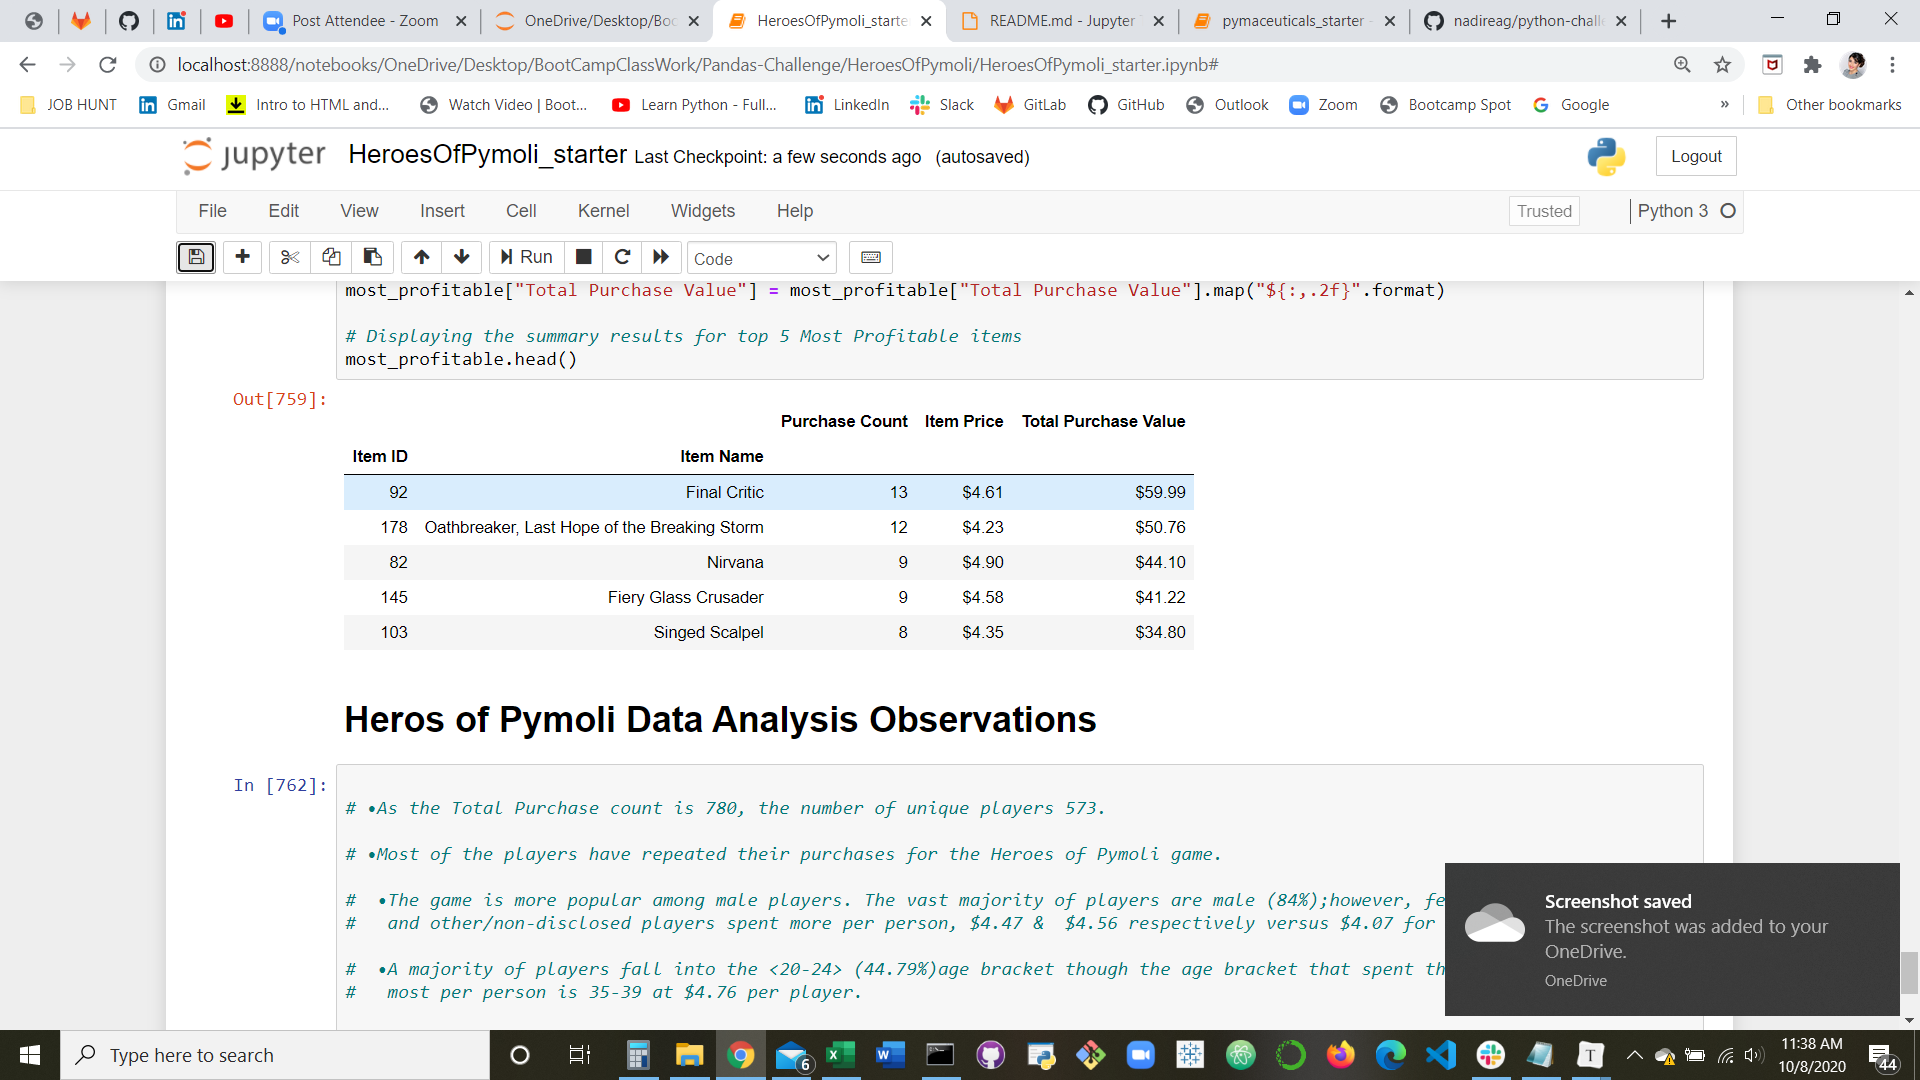 Post Attendee - Zoom
OneDrive/Desktop/Boo
HeroesOfPymoli_starte
README.md - Jupyter
pymaceuticals_starter -
nadireag/python-chall
localhost:8888/notebooks/OneDrive/Desktop/BootCampClassWork/Pandas-Challenge/HeroesOfPymoli/HeroesOfPymoli_starter.ipynb#
JOB HUNT Gmail Intro to HTML and... Watch Video | Boot... Learn Python - Full... LinkedIn Slack GitLab GitHub Outlook Zoom Bootcamp Spot Google » Other bookmarks
jupyter HeroesOfPymoli_starter Last Checkpoint: a few seconds ago (autosaved) Logout
File Edit View Insert Cell Kernel Widgets Help Trusted Python 3
Run Code
most_profitable["Total Purchase Value"] = most_profitable["Total Purchase Value"].map("${:,.2f}".format)
# Displaying the summary results for top 5 Most Profitable items
most_profitable.head()
Out[759]:
Purchase Count Item Price Total Purchase Value
Item ID Item Name
92 Final Critic 13 $4.61 $59.99
178 Oathbreaker, Last Hope of the Breaking Storm 12 $4.23 $50.76
82 Nirvana 9 $4.90 $44.10
145 Fiery Glass Crusader 9 $4.58 $41.22
103 Singed Scalpel 8 $4.35 $34.80
Heros of Pymoli Data Analysis Observations
In [762]:
# •As the Total Purchase count is 780, the number of unique players 573.
# •Most of the players have repeated their purchases for the Heroes of Pymoli game.
# •The game is more popular among male players. The vast majority of players are male (84%);however, fe
# and other/non-disclosed players spent more per person, $4.47 & $4.56 respectively versus $4.07 for
# •A majority of players fall into the <20-24> (44.79%)age bracket though the age bracket that spent th
# most per person is 35-39 at $4.76 per player.
Screenshot saved
The screenshot was added to your
OneDrive.
OneDrive
Type here to search
6
11:38 AM
10/8/2020
44